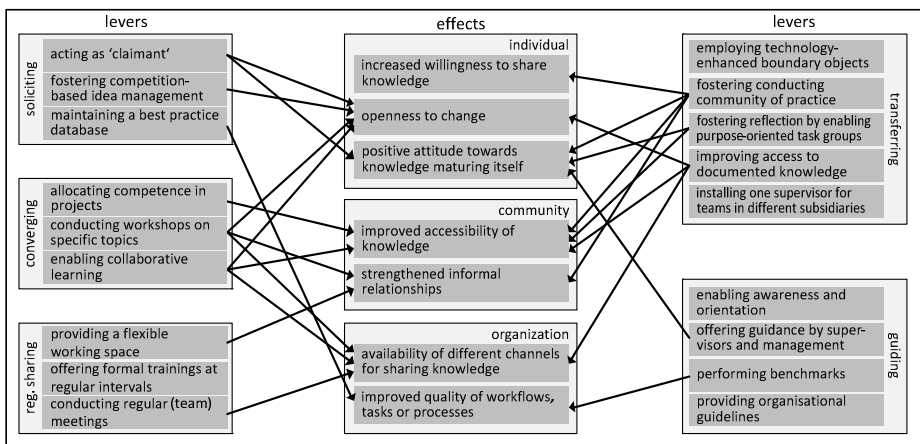 levers
effects
levers
soliciting
acting as ‘claimant‘
fostering competition-
based idea management
maintaining a best practice
database
converging
allocating competence in
projects
conducting workshops on
specific topics
enabling collaborative
learning
reg. sharing
providing a flexible
working space
offering formal trainings at
regular intervals
conducting regular (team)
meetings
individual
increased willingness to share
knowledge
openness to change
positive attitude towards
knowledge maturing itself
community
improved accessibility of
knowledge
strengthened informal
relationships
organization
availability of different channels
for sharing knowledge
improved quality of workflows,
tasks or processes
employing technology-
enhanced boundary objects
fostering conducting
community of practice
fostering reflection by enabling
purpose-oriented task groups
improving access to
documented knowledge
installing one supervisor for
teams in different subsidiaries
transferring
enabling awareness and
orientation
offering guidance by super-
visors and management
performing benchmarks
providing organisational
guidelines
guiding